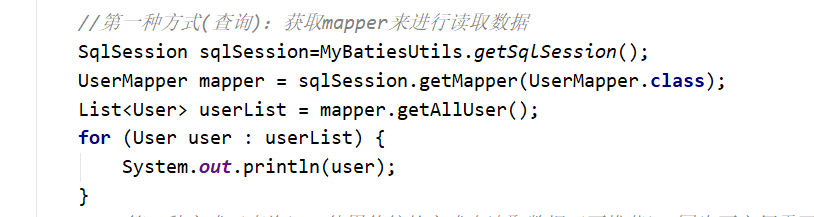 //第一种方式(查询)：获取mapper来进行读取数据
SqlSession sqlSession=MyBatiesUtils.getSqlSession();
UserMapper mapper = sqlSession.getMapper(UserMapper.class);
List<User> userList = mapper.getAllUser();
for (User user : userList) {
System.out.println(user);
}